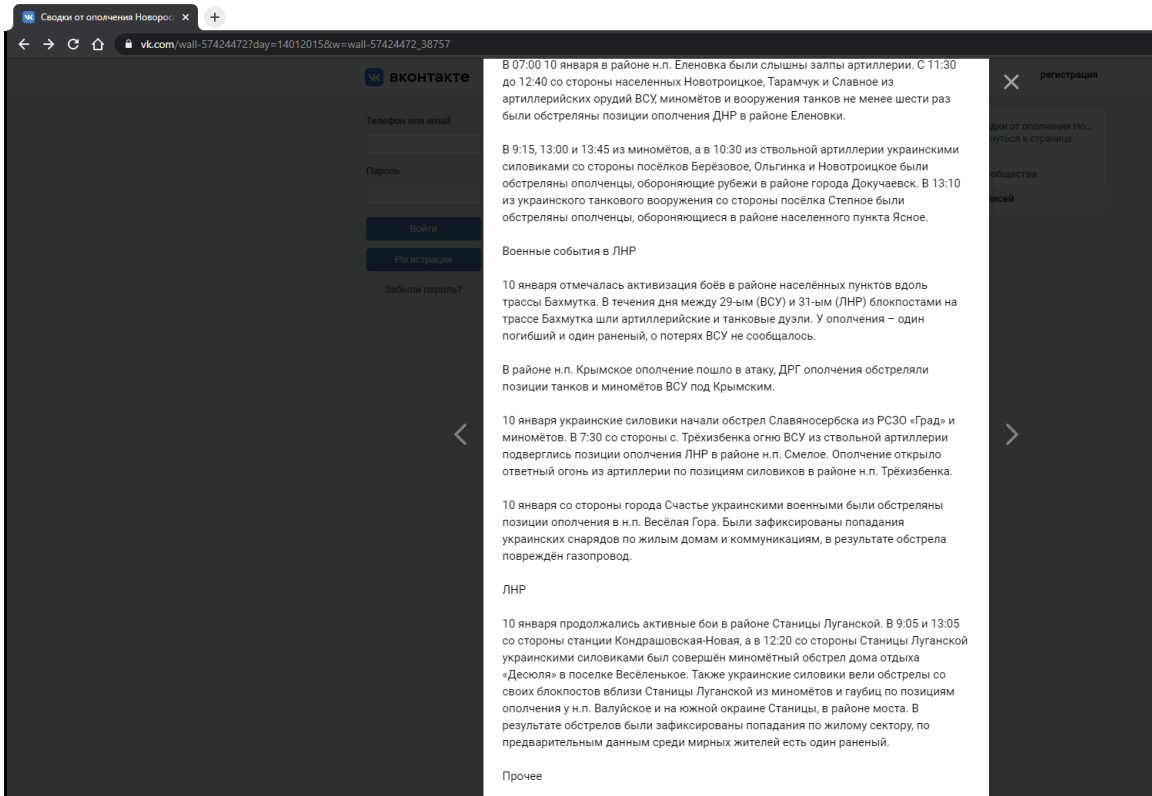 Сводки от ополчения Новорос
vk.com/wall-57424472?day=14012015&w=wall-57424472_38757
вконтакте
регистрация
Телефон или email
Пароль
Войти
Регистрация
Забыли пароль?
В 07:00 10 января в районе н.п. Еленовка были слышны залпы артиллерии. С 11:30
до 12:40 со стороны населенных Новотроицкое, Тарамчук и Славное из
артиллерийских орудий ВСУ, миномётов и вооружения танков не менее шести раз
были обстреляны позиции ополчения ДНР в районе Еленовки.
В 9:15, 13:00 и 13:45 из миномётов, а в 10:30 из ствольной артиллерии украинскими
силовиками со стороны посёлков Берёзовое, Ольгинка и Новотроицкое были
обстреляны ополченцы, обороняющие рубежи в районе города Докучаевск. В 13:10
из украинского танкового вооружения со стороны посёлка Степное были
обстреляны ополченцы, обороняющиеся в районе населенного пункта Ясное.
Военные события в ЛНР
10 января отмечалась активизация боёв в районе населённых пунктов вдоль
трассы Бахмутка. В течения дня между 29-ым (ВСУ) и 31-ым (ЛНР) блокпостами на
трассе Бахмутка шли артиллерийские и танковые дуэли. У ополчения – один
погибший и один раненый, о потерях ВСУ не сообщалось.
В районе н.п. Крымское ополчение пошло в атаку, ДРГ ополчения обстреляли
позиции танков и миномётов ВСУ под Крымским.
10 января украинские силовики начали обстрел Славяносербска из РСЗО «Град» и
миномётов. В 7:30 со стороны с. Трёхизбенка огню ВСУ из ствольной артиллерии
подверглись позиции ополчения ЛНР в районе н.п. Смелое. Ополчение открыло
ответный огонь из артиллерии по позициям силовиков в районе н.п. Трёхизбенка.
10 января со стороны города Счастье украинскими военными были обстреляны
позиции ополчения в н.п. Весёлая Гора. Были зафиксированы попадания
украинских снарядов по жилым домам и коммуникациям, в результате обстрела
повреждён газопровод.
ЛНР
10 января продолжались активные бои в районе Станицы Луганской. В 9:05 и 13:05
со стороны станции Кондрашовская-Новая, а в 12:20 со стороны Станицы Луганской
украинскими силовиками был совершён миномётный обстрел дома отдыха
«Десюля» в поселке Весёленькое. Также украинские силовики вели обстрелы со
своих блокпостов вблизи Станицы Луганской из миномётов и гаубиц по позициям
ополчения у н.п. Валуйское и на южной окраине Станицы, в районе моста. В
результате обстрелов были зафиксированы попадания по жилому сектору, по
предварительным данным среди мирных жителей есть один раненый.
Прочее
дки от ополчения Но...
нуться к странице
ообщества
исей